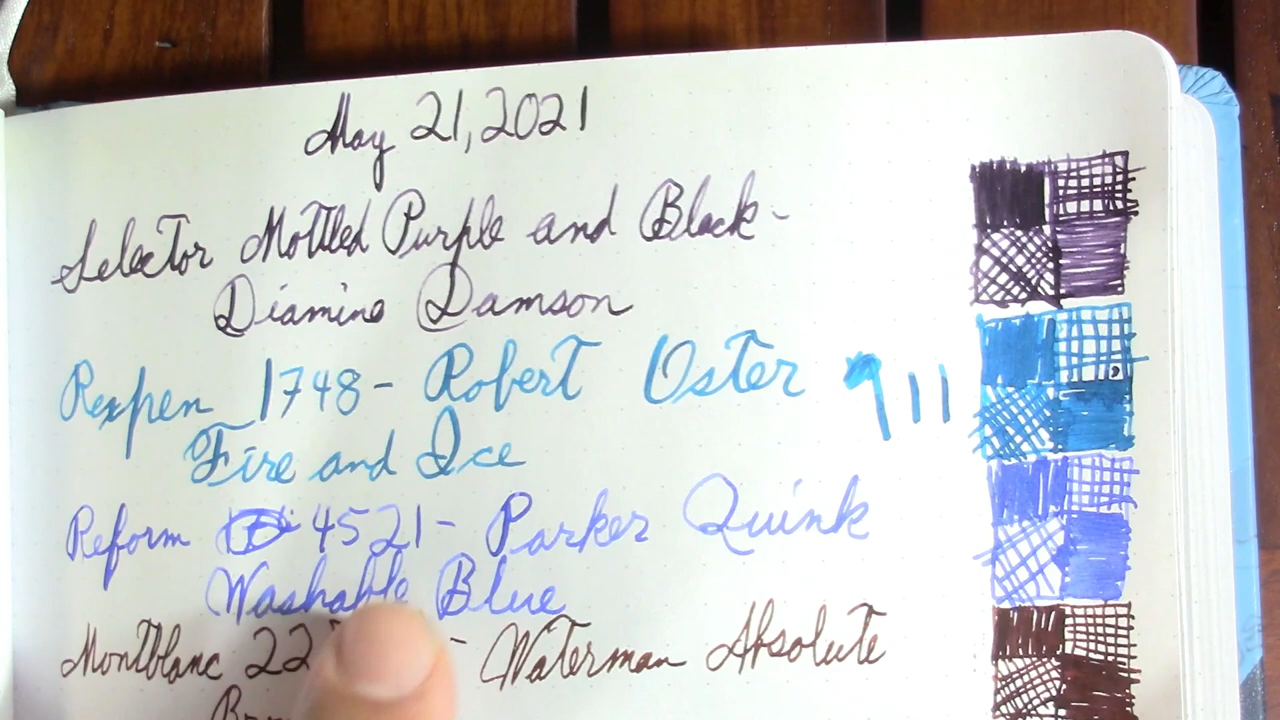 May 21, 2021
Selector Mottled Purple and Black-
Diamine Damson
Rexpen 1748- Robert Oster 911
Fire and Ice
Reform 4521- Parker Quink
Washable Blue
Montblanc 22 - Waterman Absolute